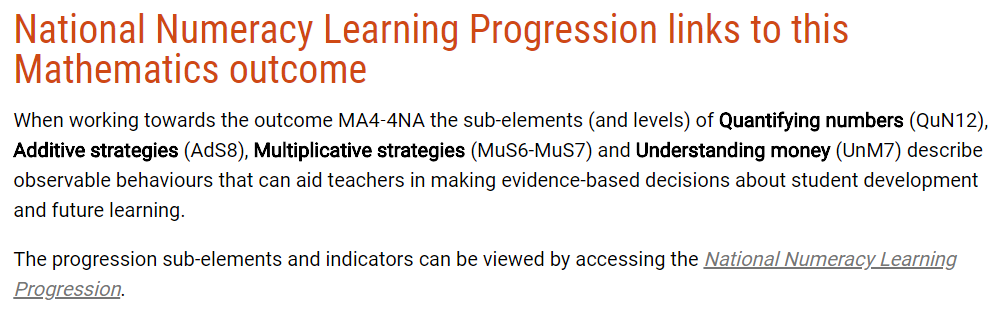 National Numeracy Learning Progression links to this
Mathematics outcome
When working towards the outcome MA4-4NA the sub-elements (and levels) of Quantifying numbers (QuN12),
Additive strategies (AdS8), Multiplicative strategies (MuS6-MuS7) and Understanding money (UnM7) describe
observable behaviours that can aid teachers in making evidence-based decisions about student development
and future learning.
The progression sub-elements and indicators can be viewed by accessing the National Numeracy Learning
Progression.